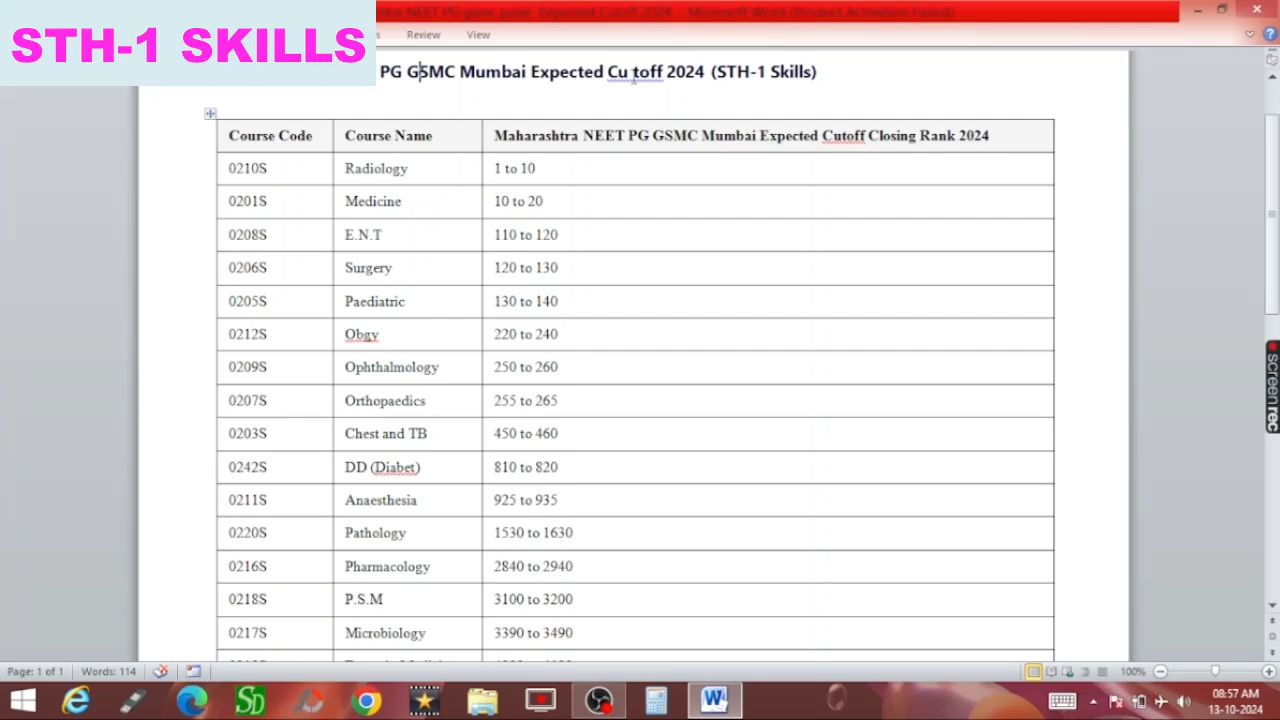 STH-1 SKILLS
Review View
PG GSMC Mumbai Expected Cutoff 2024 (STH-1 Skills)
Course Code Course Name Maharashtra NEET PG GSMC Mumbai Expected Cutoff Closing Rank 2024
0210S Radiology 1 to 10
0201S Medicine 10 to 20
0208S E.N.T 110 to 120
0206S Surgery 120 to 130
0205S Paediatric 130 to 140
0212S Obgy 220 to 240
0209S Ophthalmology 250 to 260
0207S Orthopaedics 255 to 265
0203S Chest and TB 450 to 460
0242S DD (Diabet) 810 to 820
0211S Anaesthesia 925 to 935
0220S Pathology 1530 to 1630
0216S Pharmacology 2840 to 2940
0218S P.S.M 3100 to 3200
0217S Microbiology 3390 to 3490
screenrec
Page: 1 of 1 Words: 114 100%
08:57 AM
13-10-2024